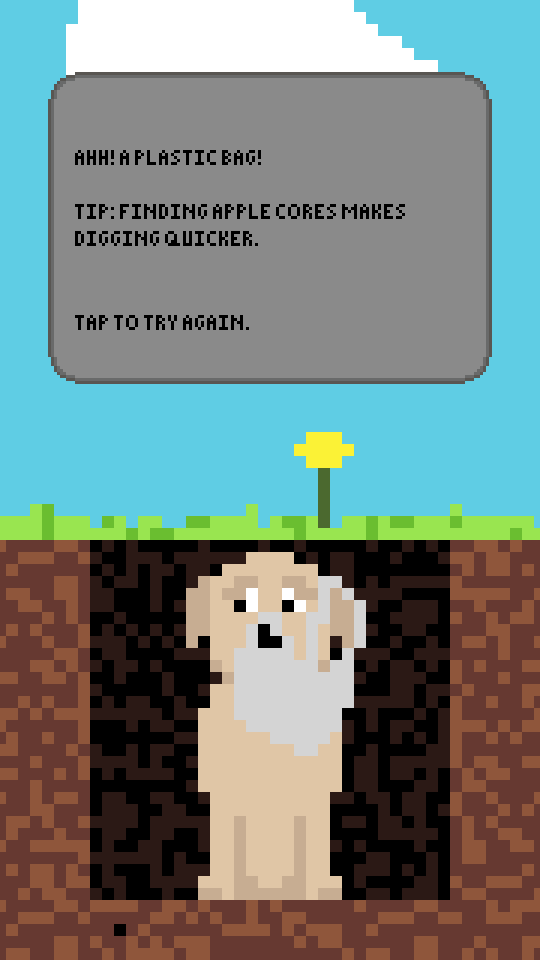 AHH! A PLASTIC BAG!
TIP: FINDING APPLE CORES MAKES
DIGGING QUICKER.
TAP TO TRY AGAIN.